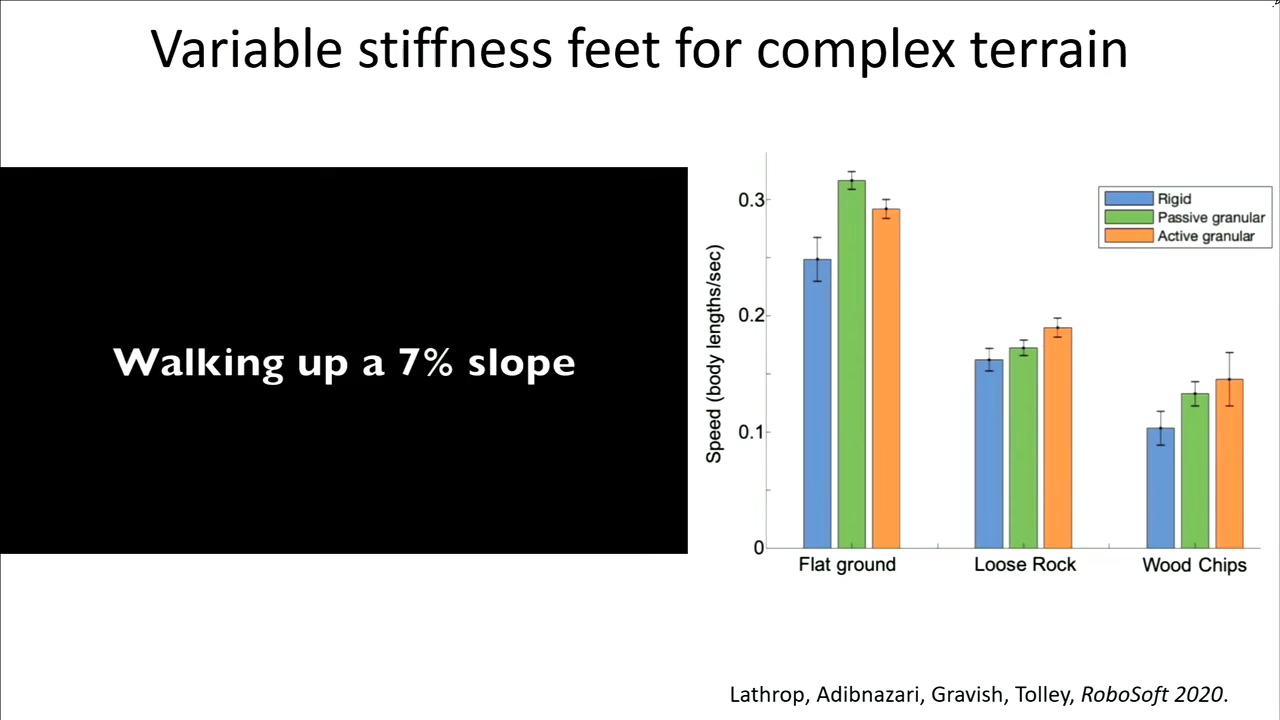 Variable stiffness feet for complex terrain
Walking up a 7% slope
Speed (body lengths/sec)
0.3
0.2
0.1
0
Rigid
Passive granular
Active granular
Flat ground
Loose Rock
Wood Chips
Lathrop, Adibnazari, Gravish, Tolley, RoboSoft 2020.